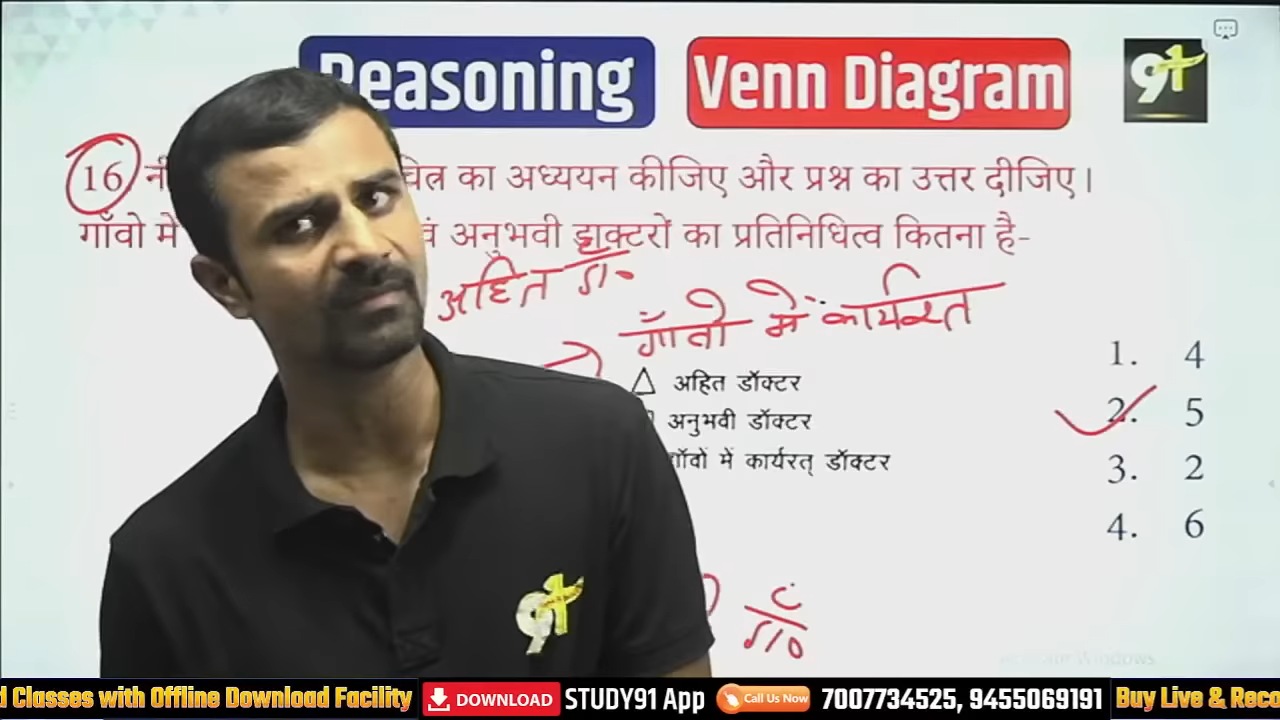 Reasoning Venn Diagram
91
16 चित्र का अध्ययन कीजिए और प्रश्न का उत्तर दीजिए।
गाँवो मे अनुभवी डाक्टरों का प्रतिनिधित्व कितना है-
अहित डॉ०
गाँवो में कार्यरत
△ अहित डॉक्टर
अनुभवी डॉक्टर
गाँवों में कार्यरत् डॉक्टर
1. 4
2. 5
3. 2
4. 6
91
Classes with Offline Download Facility DOWNLOAD STUDY91 App Call Us Now 7007734525, 9455069191 Buy Live &